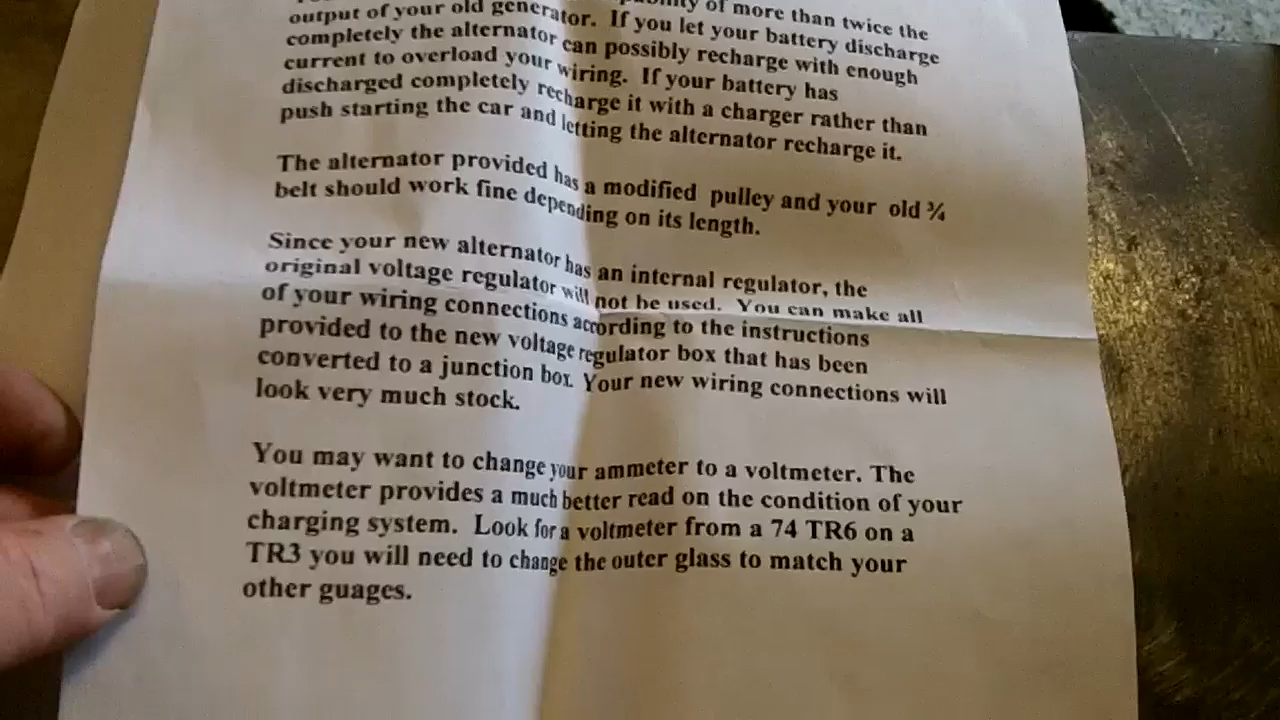 of more than twice the
output of your old generator. If you let your battery discharge
completely the alternator can possibly recharge with enough
current to overload your wiring. If your battery has
discharged completely recharge it with a charger rather than
push starting the car and letting the alternator recharge it.
The alternator provided has a modified pulley and your old ¾
belt should work fine depending on its length.
Since your new alternator has an internal regulator, the
original voltage regulator will not be used. You can make all
of your wiring connections according to the instructions
provided to the new voltage regulator box that has been
converted to a junction box. Your new wiring connections will
look very much stock.
You may want to change your ammeter to a voltmeter. The
voltmeter provides a much better read on the condition of your
charging system. Look for a voltmeter from a 74 TR6 on a
TR3 you will need to change the outer glass to match your
other guages.